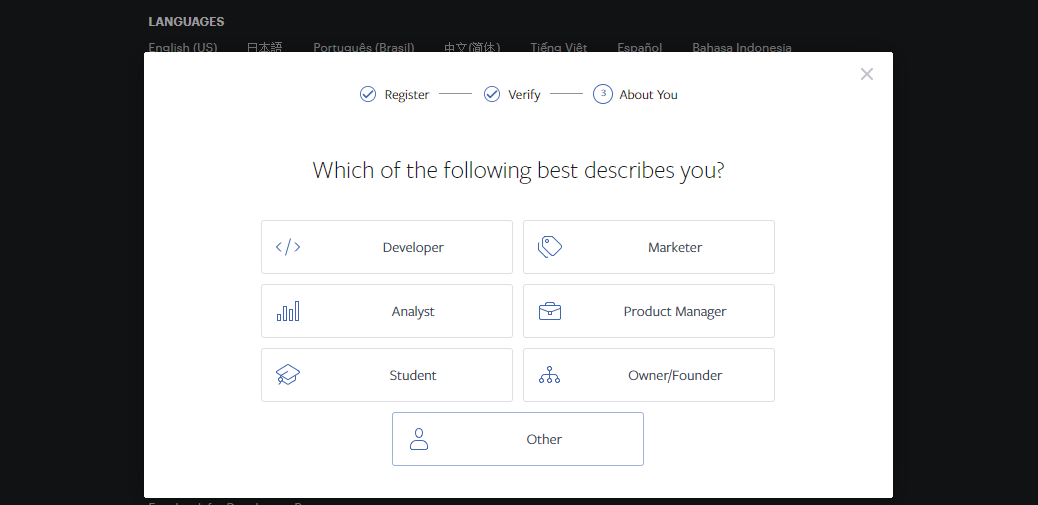 LANGUAGES
English (US) 日本語 Português (Brasil) 中文(简体) Tiếng Việt Español Bahasa Indonesia
Register Verify 3 About You
Which of the following best describes you?
Developer Marketer
Analyst Product Manager
Student Owner/Founder
Other